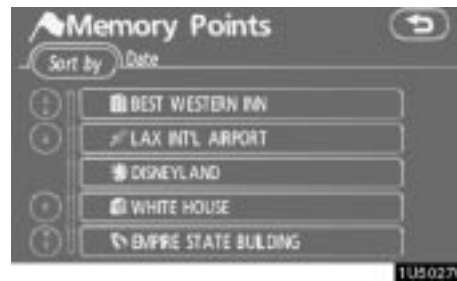 Memory Points
Sort by Date
BEST WESTERN INN
LAX INT'L AIRPORT
DISNEYLAND
WHITE HOUSE
EMPIRE STATE BUILDING
1U5027